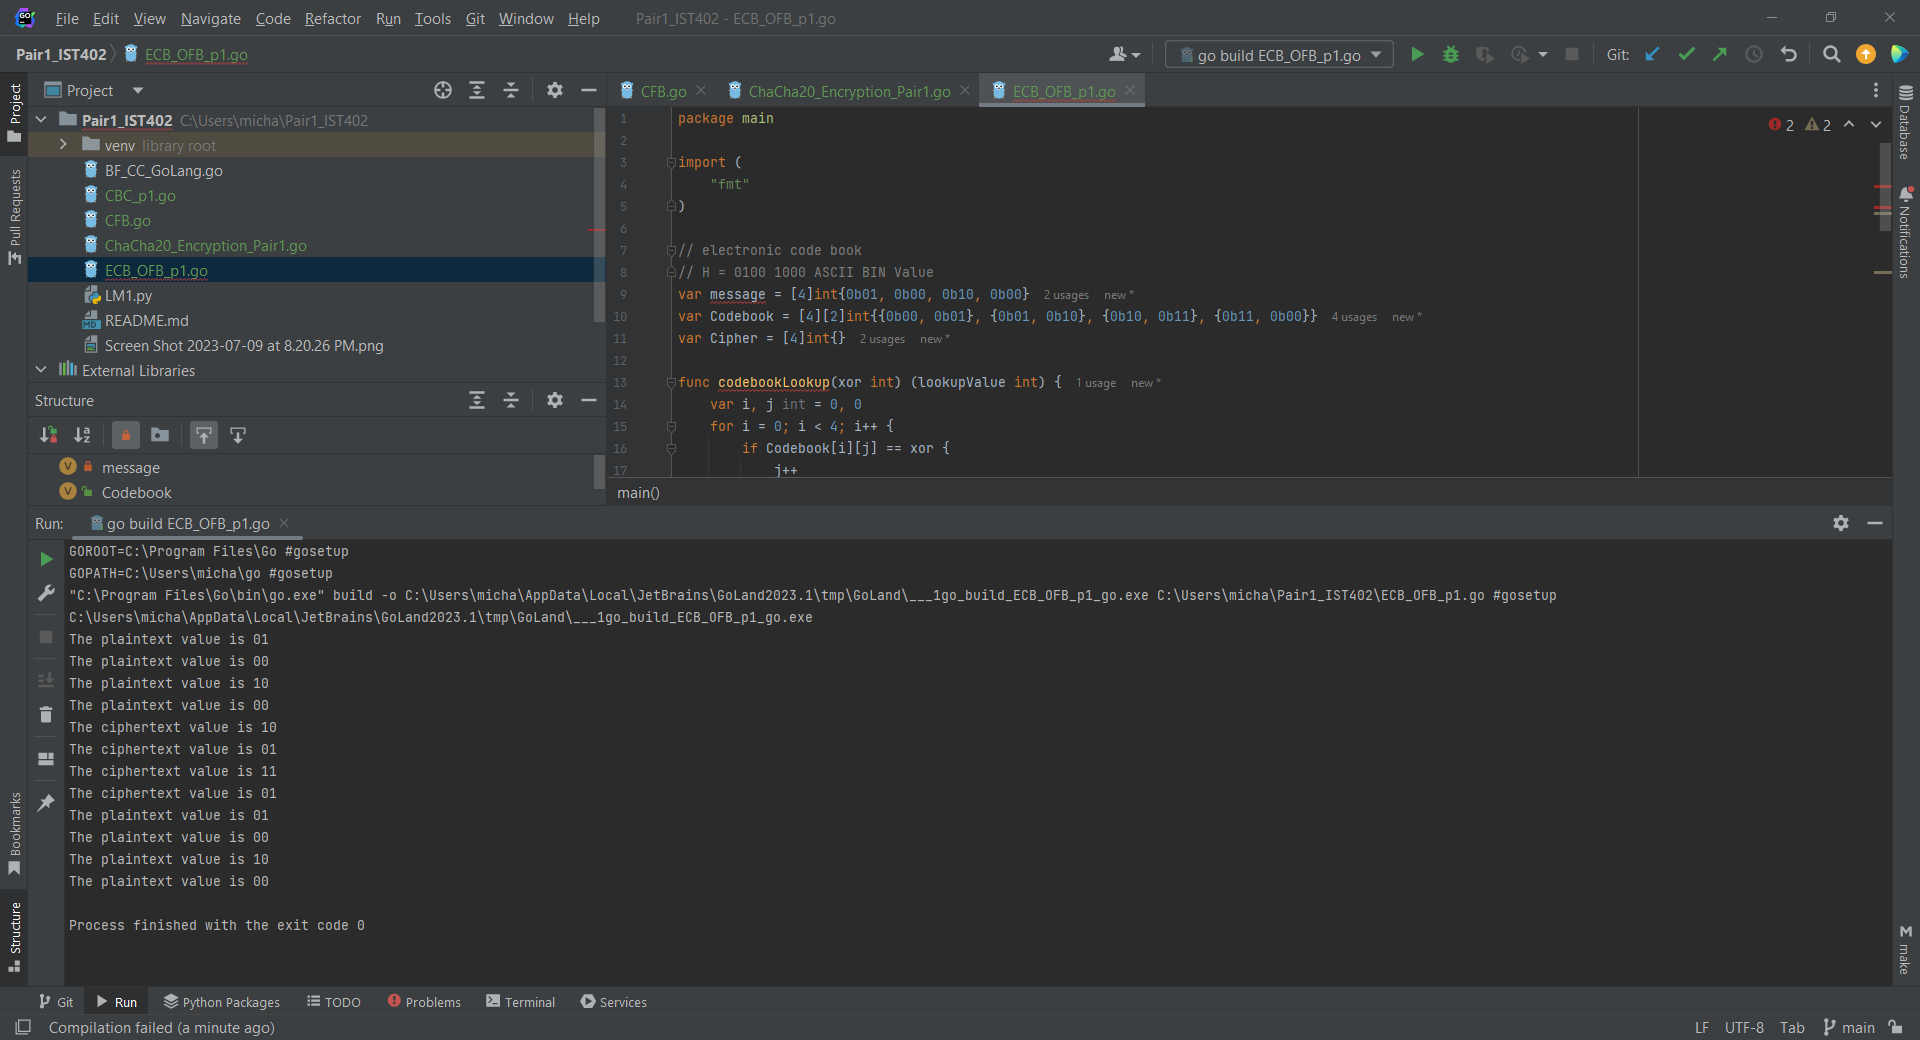 File Edit View Navigate Code Refactor Run Tools Git Window Help Pair1_IST402 - ECB_OFB_p1.go
Pair1_IST402 ECB_OFB_p1.go go build ECB_OFB_p1.go Git:
Project
CFB.go ChaCha20_Encryption_Pair1.go ECB_OFB_p1.go
Pair1_IST402 C:\Users\micha\Pair1_IST402
venv library root
BF_CC_GoLang.go
CBC_p1.go
CFB.go
ChaCha20_Encryption_Pair1.go
ECB_OFB_p1.go
LM1.py
README.md
Screen Shot 2023-07-09 at 8.20.26 PM.png
External Libraries
Structure
message
Codebook
2 2
1 package main
2
3 import (
4 "fmt"
5 )
6
7 // electronic code book
8 // H = 0100 1000 ASCII BIN Value
9 var message = [4]int{0b01, 0b00, 0b10, 0b00} 2 usages new *
10 var Codebook = [4][2]int{{0b00, 0b01}, {0b01, 0b10}, {0b10, 0b11}, {0b11, 0b00}} 4 usages new *
11 var Cipher = [4]int{} 2 usages new *
12
13 func codebookLookup(xor int) (lookupValue int) { 1 usage new *
14 var i, j int = 0, 0
15 for i = 0; i < 4; i++ {
16 if Codebook[i][j] == xor {
17 j++
main()
Run: go build ECB_OFB_p1.go
GOROOT=C:\Program Files\Go #gosetup
GOPATH=C:\Users\micha\go #gosetup
"C:\Program Files\Go\bin\go.exe" build -o C:\Users\micha\AppData\Local\JetBrains\GoLand2023.1\tmp\GoLand\___1go_build_ECB_OFB_p1_go.exe C:\Users\micha\Pair1_IST402\ECB_OFB_p1.go #gosetup
C:\Users\micha\AppData\Local\JetBrains\GoLand2023.1\tmp\GoLand\___1go_build_ECB_OFB_p1_go.exe
The plaintext value is 01
The plaintext value is 00
The plaintext value is 10
The plaintext value is 00
The ciphertext value is 10
The ciphertext value is 01
The ciphertext value is 11
The ciphertext value is 01
The plaintext value is 01
The plaintext value is 00
The plaintext value is 10
The plaintext value is 00
Process finished with the exit code 0
Project
Pull Requests
Bookmarks
Structure
Database
Notifications
make
Git Run Python Packages TODO Problems Terminal Services
Compilation failed (a minute ago) LF UTF-8 Tab main